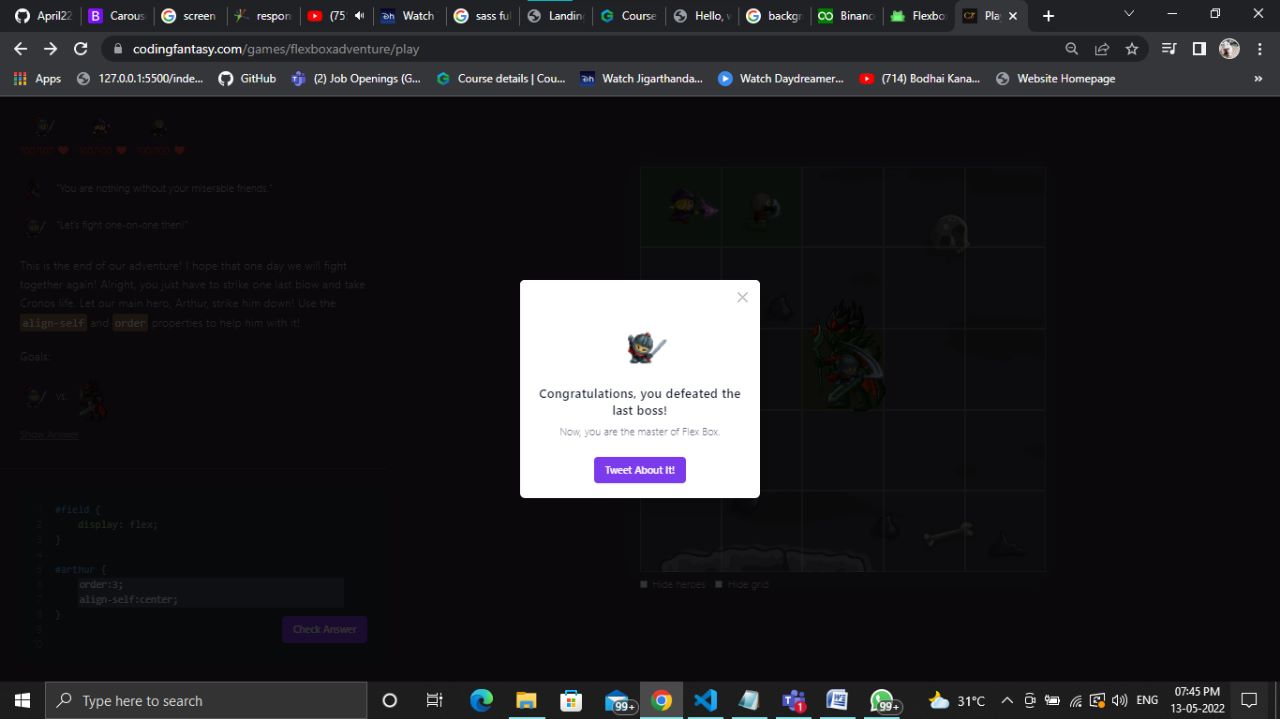 April22
Carous
screen
respon
(75
Watch
sass ful
Landin
Course
Hello, w
backgr
Binanc
Flexbo
Pla
codingfantasy.com/games/flexboxadventure/play
Apps
127.0.0.1:5500/inde...
GitHub
(2) Job Openings (G...
Course details | Cou...
Watch Jigarthanda...
Watch Daydreamer...
(714) Bodhai Kana...
Website Homepage
»
100/100 100/100 100/100
"You are nothing without your miserable friends."
"Let's fight one-on-one then!"
This is the end of our adventure! I hope that one day we will fight
together again! Alright, you just have to strike one last blow and take
Cronos life. Let our main hero, Arthur, strike him down! Use the
align-self and order properties to help him with it!
Goals:
vs.
Show Answer
1 #field {
2 display: flex;
3 }
4
5 #arthur {
6 order:3;
7 align-self:center;
8 }
9
10
Check Answer
Congratulations, you defeated the
last boss!
Now, you are the master of Flex Box.
Tweet About It!
Hide heroes Hide grid
Type here to search
99+
1
99+
31°C
ENG
07:45 PM
13-05-2022